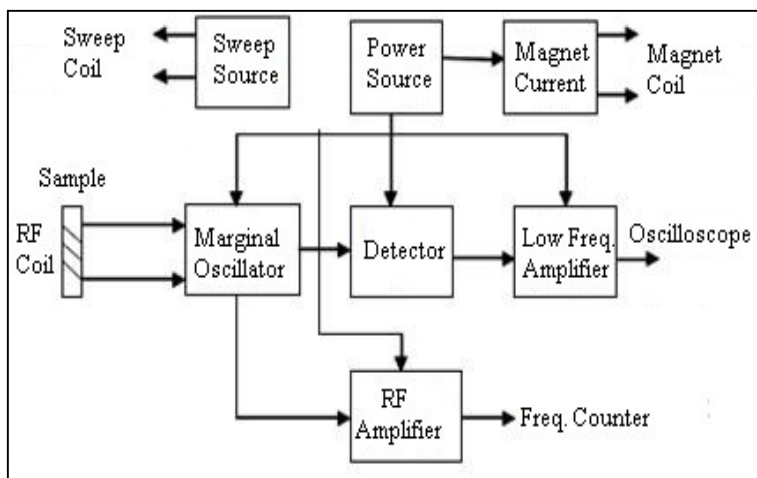 Sweep
Coil
Sweep
Source
Power
Source
Magnet
Current
Magnet
Coil
Sample
RF
Coil
Marginal
Oscillator
Detector
Low Freq.
Amplifier
Oscilloscope
RF
Amplifier
Freq. Counter